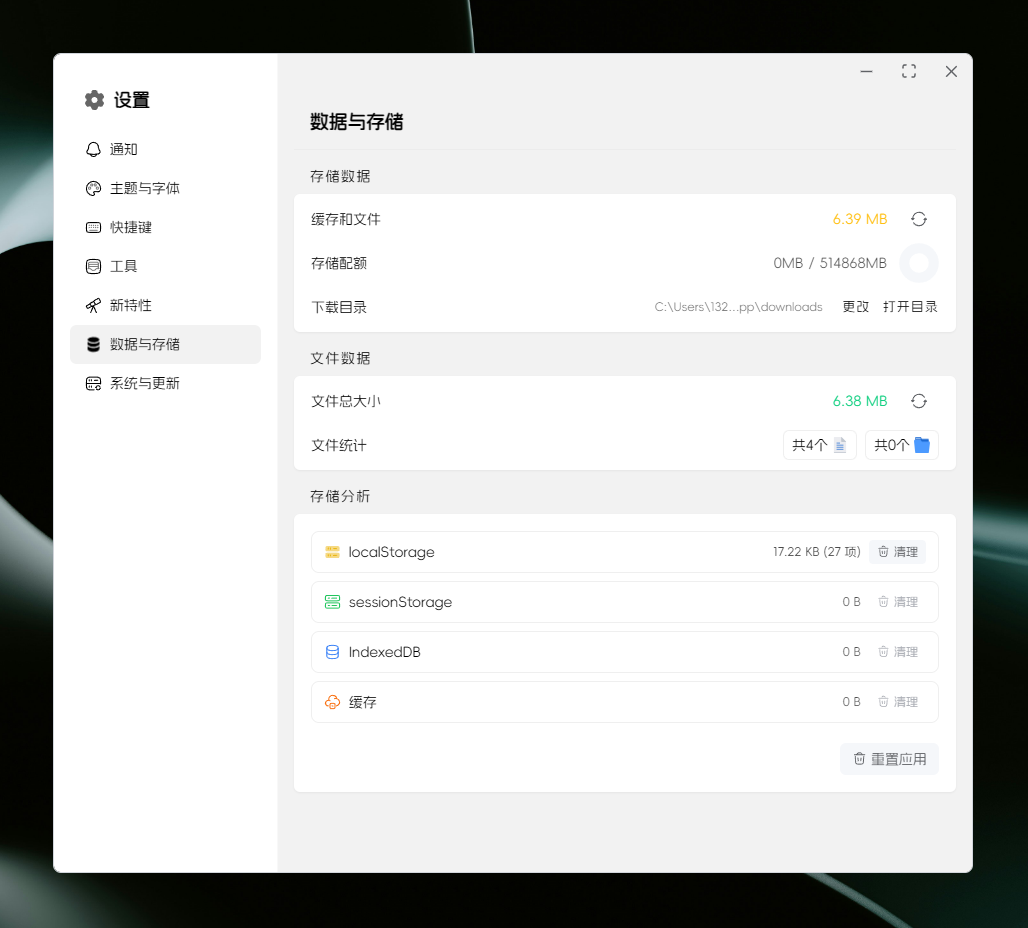 设置
通知
主题与字体
快捷键
工具
新特性
数据与存储
系统与更新
数据与存储
存储数据
缓存和文件 6.39 MB
存储配额 0MB / 514868MB
下载目录 C:\Users\132...pp\downloads 更改 打开目录
文件数据
文件总大小 6.38 MB
文件统计 共4个 共0个
存储分析
localStorage 17.22 KB (27 项) 清理
sessionStorage 0 B 清理
IndexedDB 0 B 清理
缓存 0 B 清理
重置应用